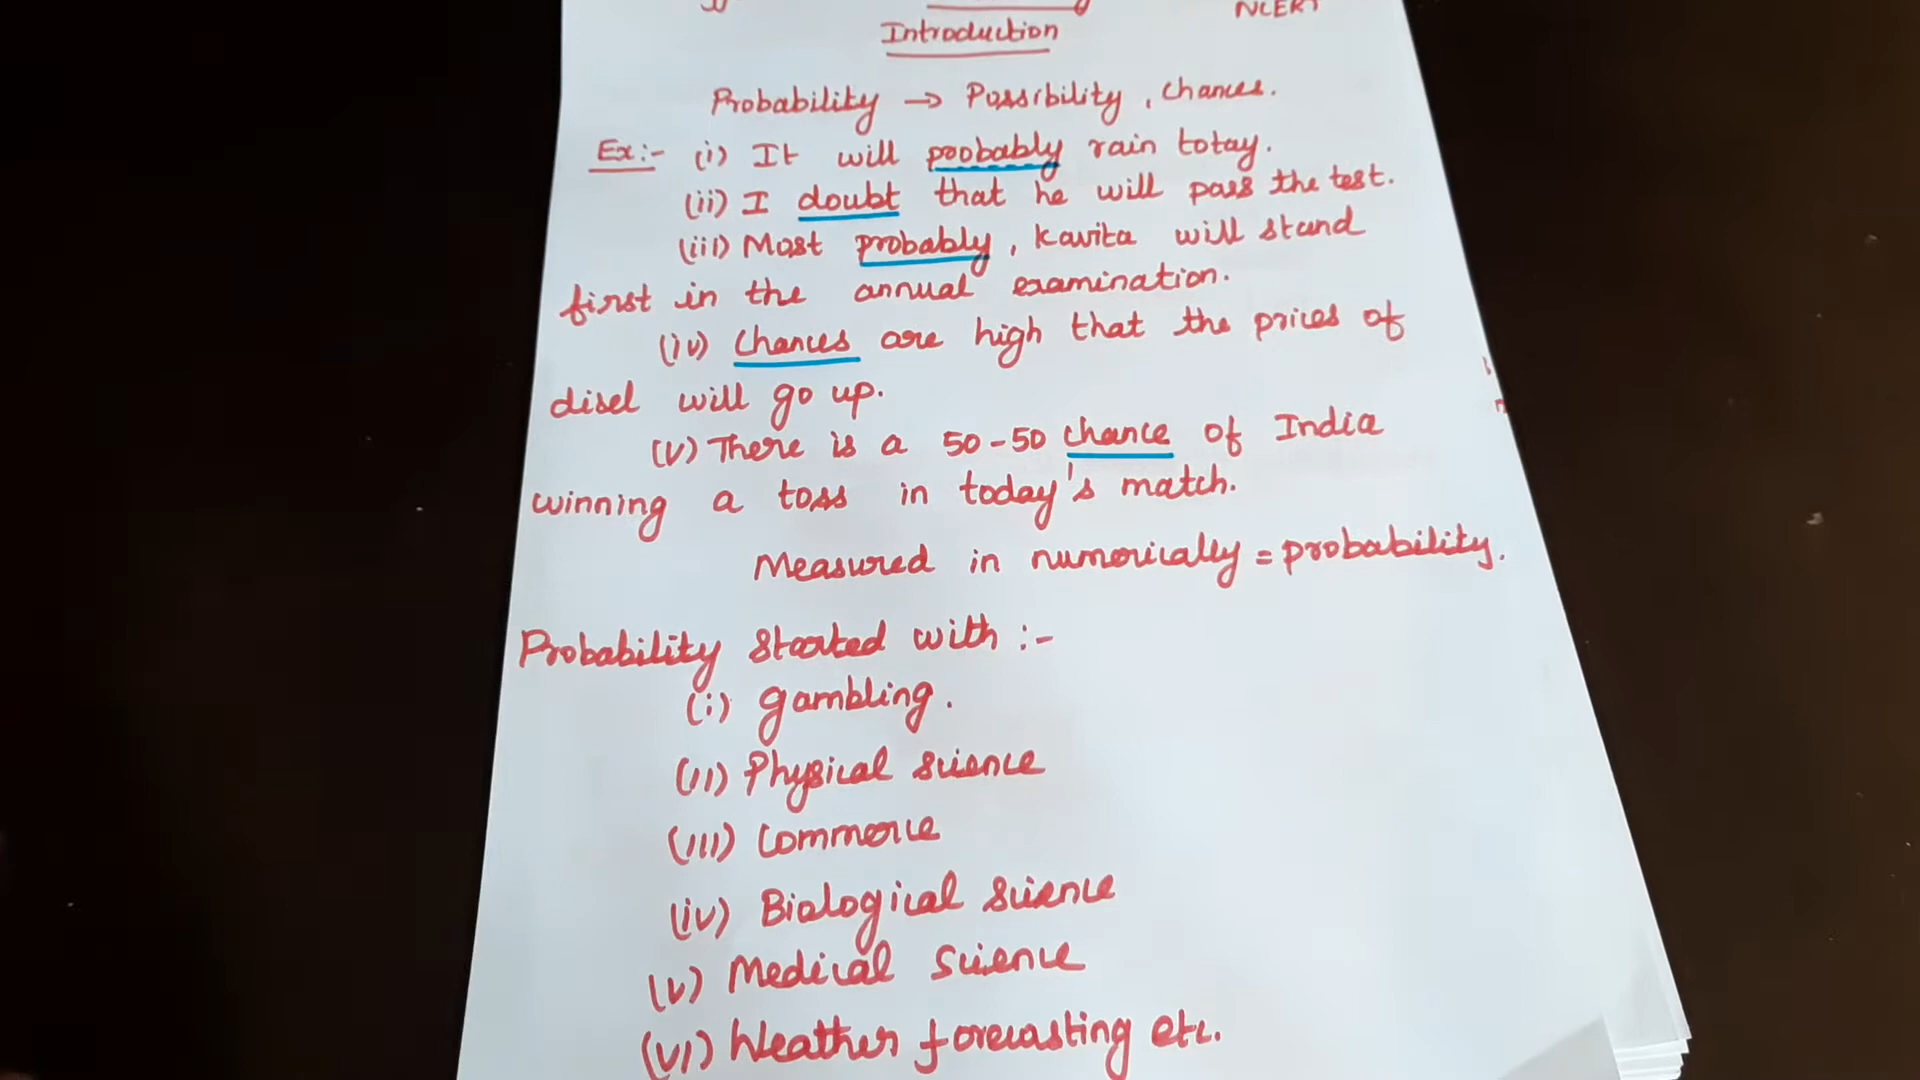 NCERT
Introduction
Probability → Possibility, Chances.
Ex:- (i) It will probably rain totay.
(ii) I doubt that he will pass the test.
(iii) Most probably, Kavita will stand
first in the annual examination.
(iv) Chances are high that the prices of
disel will go up.
(v) There is a 50-50 chance of India
winning a toss in today's match.
Measured in numerically = probability.
Probability Started with :-
(i) gambling.
(ii) Physical science
(iii) Commerce
(iv) Biological science
(v) Medical Science
(vi) Weather forecasting etc.